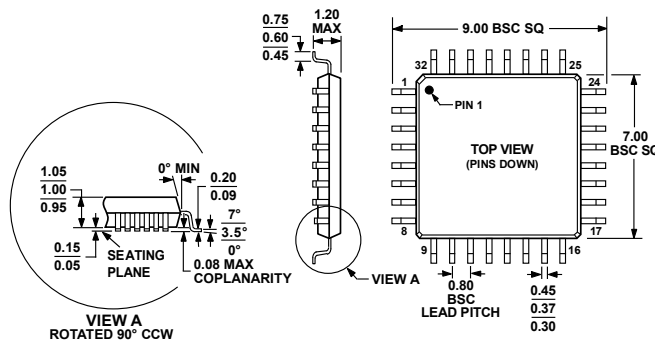 0.75
0.60
0.45
1.20
MAX
9.00 BSC SQ
32
25
1
24
PIN 1
TOP VIEW
(PINS DOWN)
7.00
BSC SQ
8
17
9
16
0.80
BSC
LEAD PITCH
0.45
0.37
0.30
VIEW A
1.05
1.00
0.95
0° MIN
0.20
0.09
7°
3.5°
0°
0.15
0.05
SEATING
PLANE
0.08 MAX
COPLANARITY
VIEW A
ROTATED 90° CCW